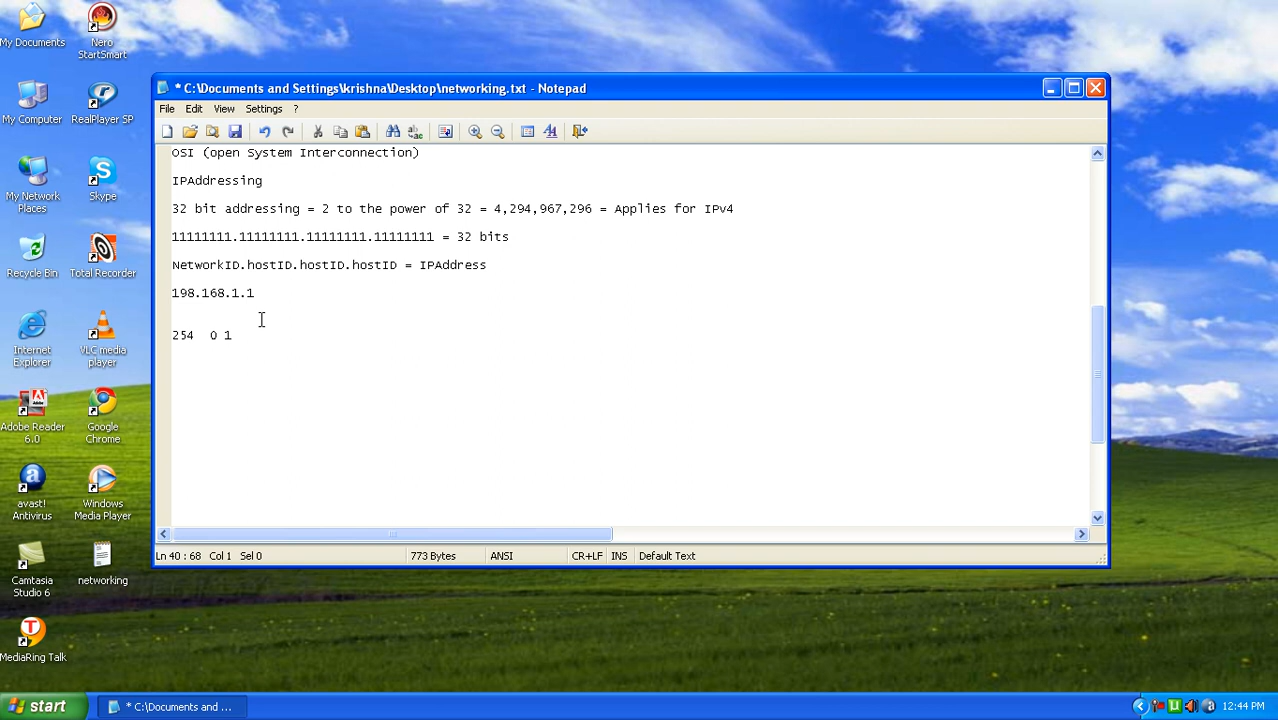 My Documents
Nero
StartSmart
My Computer
RealPlayer SP
My Network
Places
Skype
Recycle Bin
Total Recorder
Internet
Explorer
VLC media
player
Adobe Reader
6.0
Google
Chrome
avast!
Antivirus
Windows
Media Player
Camtasia
Studio 6
networking
MediaRing Talk
* C:\Documents and Settings\krishna\Desktop\networking.txt - Notepad
File Edit View Settings ?
OSI (open System Interconnection)
IPAddressing
32 bit addressing = 2 to the power of 32 = 4,294,967,296 = Applies for IPv4
11111111.11111111.11111111.11111111 = 32 bits
NetworkID.hostID.hostID.hostID = IPAddress
198.168.1.1
254 0 1
Ln 40 : 68 Col 1 Sel 0 773 Bytes ANSI CR+LF INS Default Text
start * C:\Documents and ... 12:44 PM